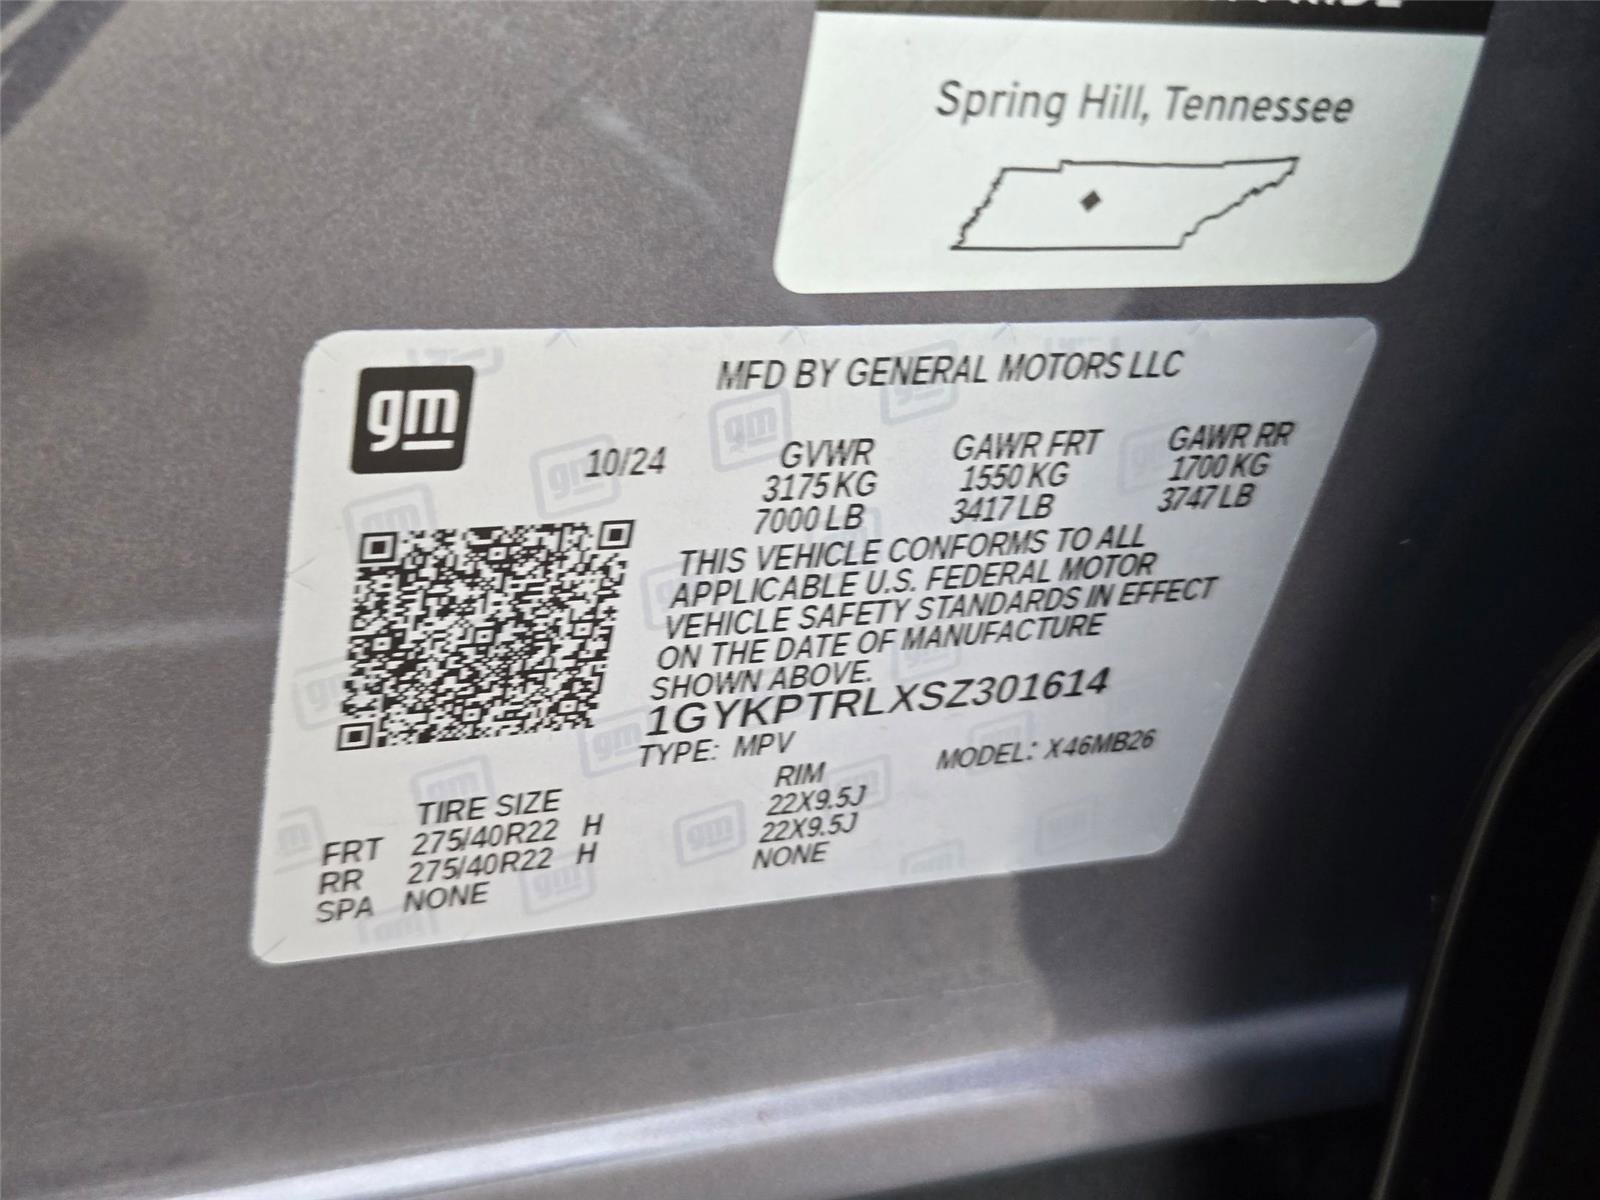 Spring Hill, Tennessee
gm
MFD BY GENERAL MOTORS LLC
10/24
GVWR GAWR FRT GAWR RR
3175 KG 1550 KG 1700 KG
7000 LB 3417 LB 3747 LB
THIS VEHICLE CONFORMS TO ALL
APPLICABLE U.S. FEDERAL MOTOR
VEHICLE SAFETY STANDARDS IN EFFECT
ON THE DATE OF MANUFACTURE
SHOWN ABOVE.
1GYKPTRLXSZ301614
TYPE: MPV MODEL: X46MB26
TIRE SIZE RIM
FRT 275/40R22 H 22X9.5J
RR 275/40R22 H 22X9.5J
SPA NONE NONE